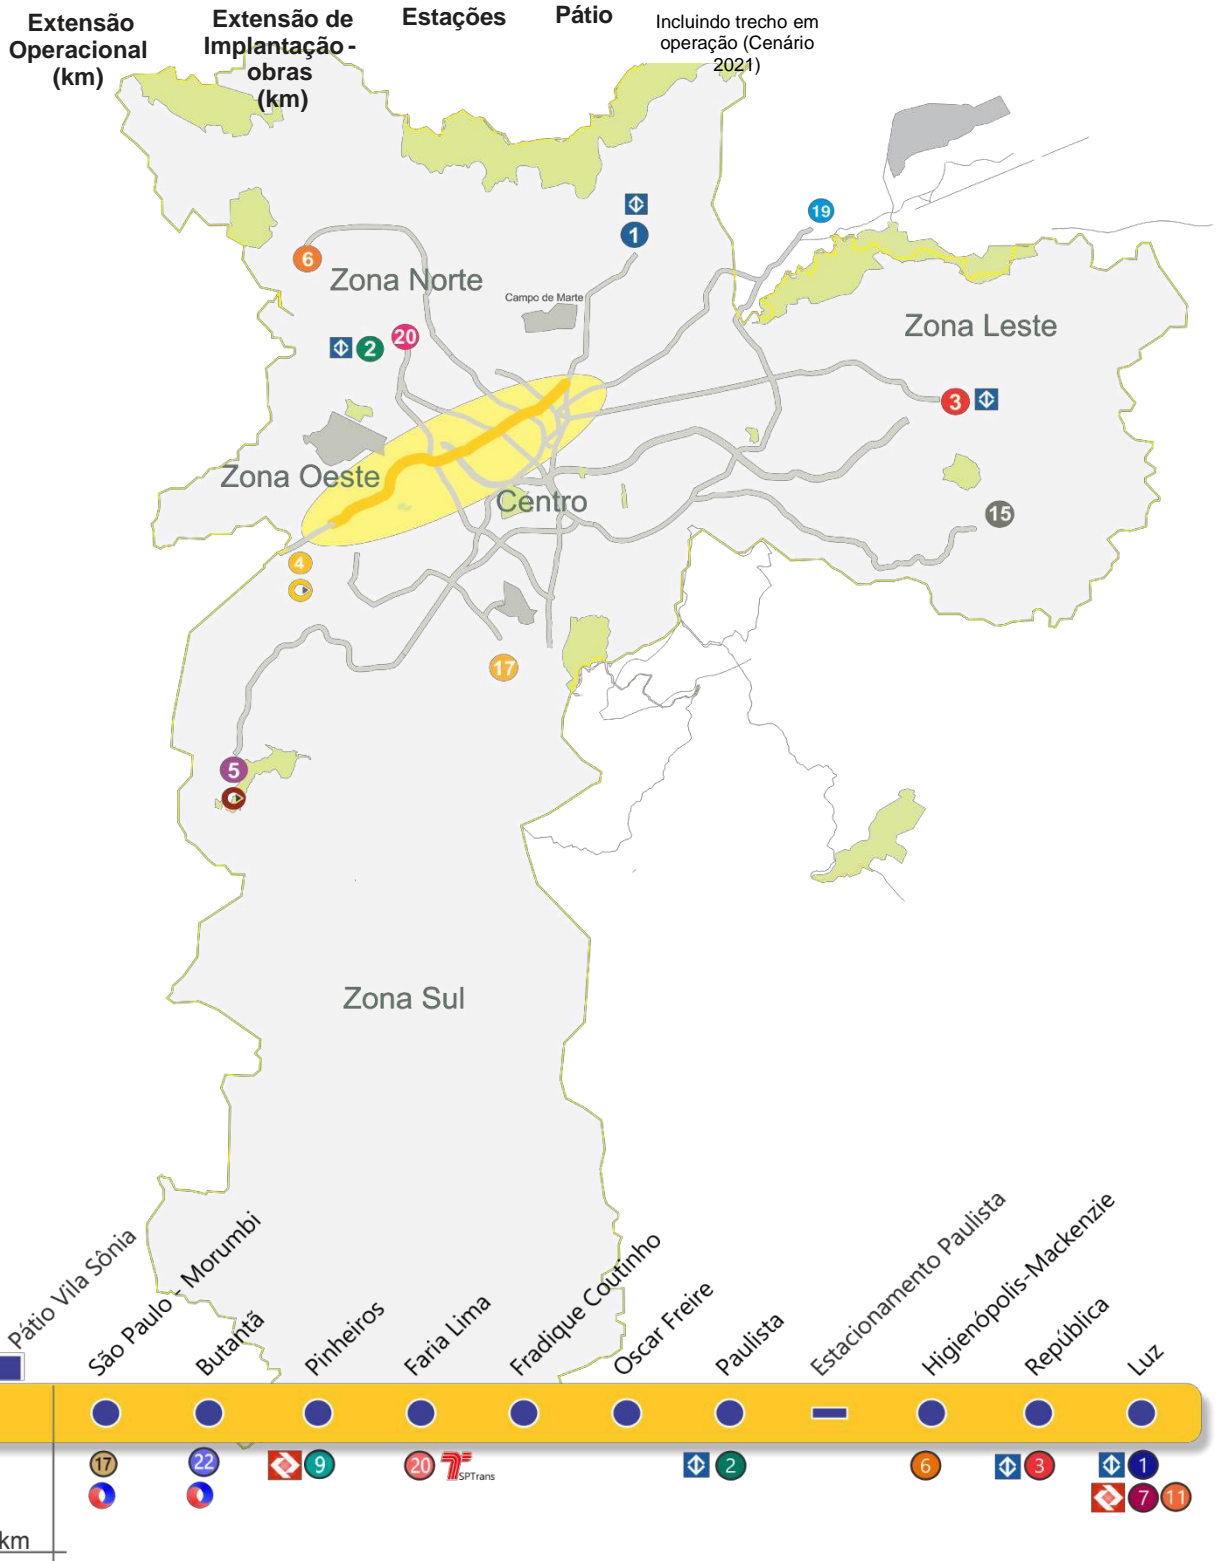 Extensão
Operacional
(km)
Extensão de
Implantação -
obras
(km)
Estações
Pátio
Incluindo trecho em
operação (Cenário
2021)
19
1
6
Zona Norte
Campo de Marte
Zona Leste
20
2
3
Zona Oeste
Centro
15
4
17
5
Zona Sul
Pátio Vila Sônia
São Paulo - Morumbi
Butantã
Pinheiros
Faria Lima
Fradique Coutinho
Oscar Freire
Paulista
Estacionamento Paulista
Higienópolis-Mackenzie
República
Luz
17
22
9
20
SPTrans
2
6
3
1
7
11
km